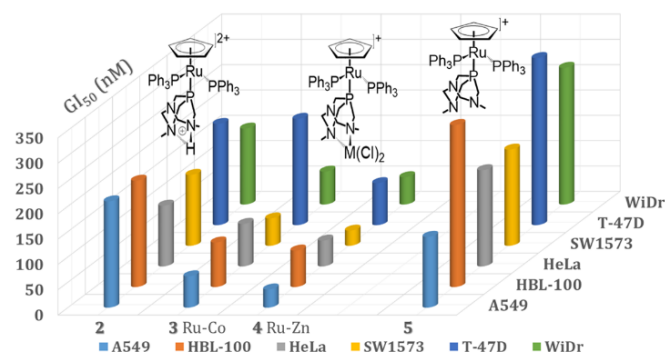 2+
Ru
Ph₃P
PPh₃
P
N
N
N
⊕
H
+
Ru
Ph₃P
PPh₃
P
N
N
N
M(Cl)₂
+
Ru
Ph₃P
PPh₃
P
N
N
N
GI₅₀ (nM)
350
300
250
200
150
100
50
0
WiDr
T-47D
SW1573
HeLa
HBL-100
A549
2 3 Ru-Co 4 Ru-Zn 5
A549 HBL-100 HeLa SW1573 T-47D WiDr